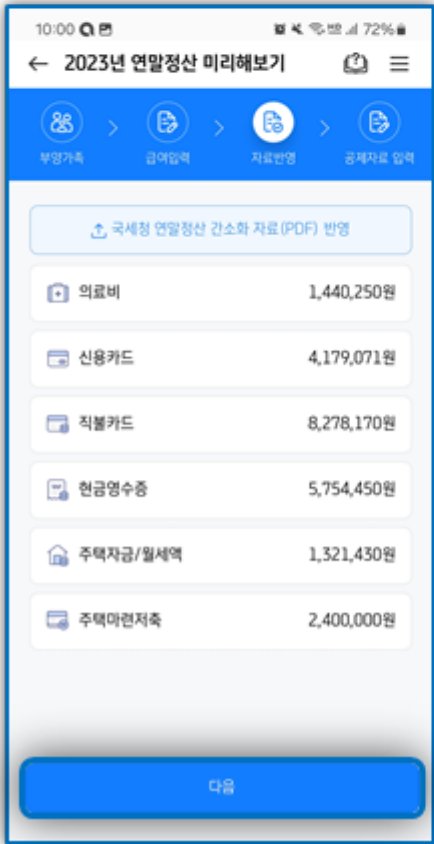 10:00 72%
← 2023년 연말정산 미리해보기
부양가족 > 급여입력 > 자료반영 > 공제자료 입력
국세청 연말정산 간소화 자료(PDF) 반영
의료비 1,440,250원
신용카드 4,179,071원
직불카드 8,278,170원
현금영수증 5,754,450원
주택자금/월세액 1,321,430원
주택마련저축 2,400,000원
다음